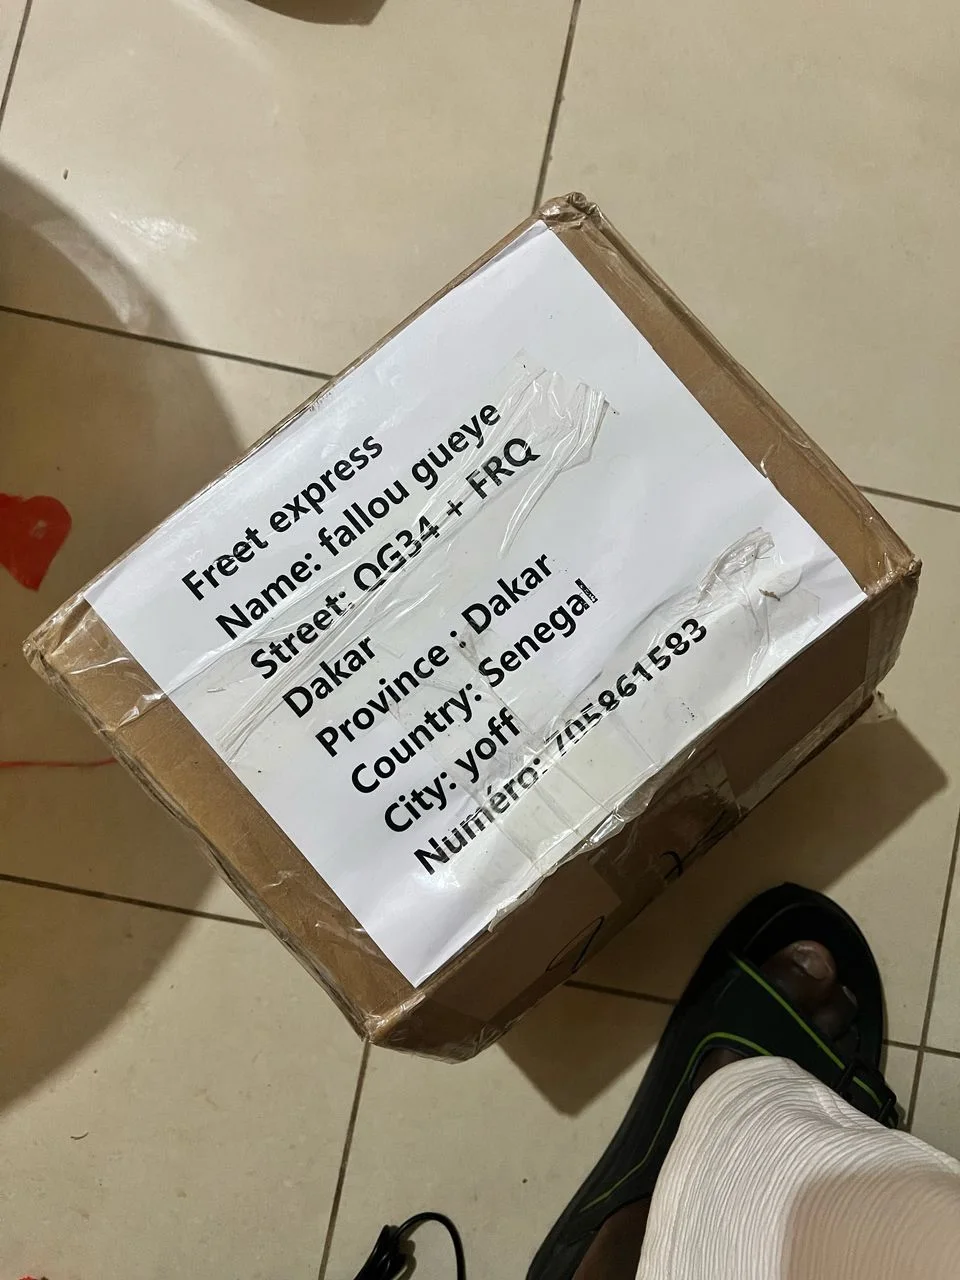 Freet express
Name: fallou gueye
Street: QG34 + FRQ
Dakar
Province : Dakar
Country: Senegal
City: yoff
Numéro: 705861583